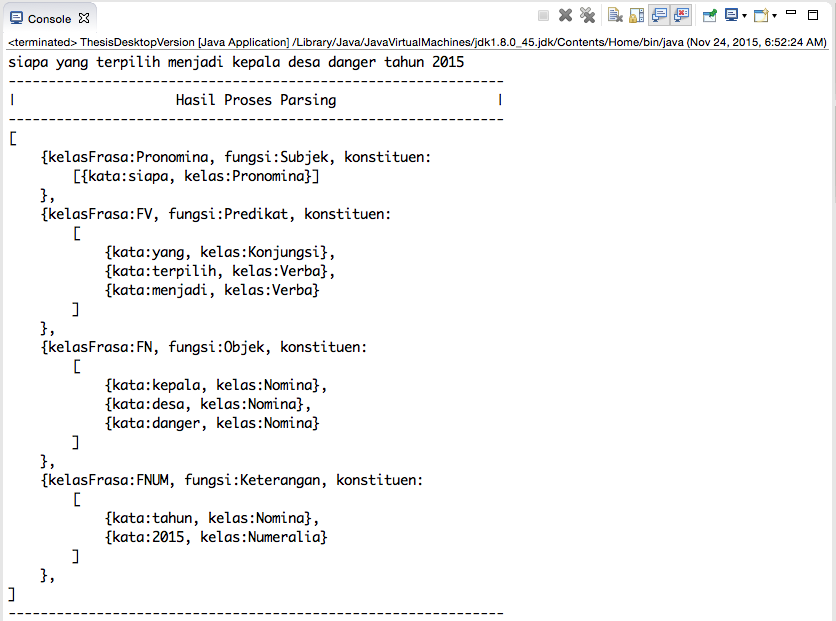 Console
<terminated> ThesisDesktopVersion [Java Application] /Library/Java/JavaVirtualMachines/jdk1.8.0_45.jdk/Contents/Home/bin/java (Nov 24, 2015, 6:52:24 AM)
siapa yang terpilih menjadi kepala desa danger tahun 2015
--------------------------------------------------------------
|                    Hasil Proses Parsing                    |
--------------------------------------------------------------
[
    {kelasFrasa:Pronomina, fungsi:Subjek, konstituen:
        [{kata:siapa, kelas:Pronomina}]
    },
    {kelasFrasa:FV, fungsi:Predikat, konstituen:
        [
            {kata:yang, kelas:Konjungsi},
            {kata:terpilih, kelas:Verba},
            {kata:menjadi, kelas:Verba}
        ]
    },
    {kelasFrasa:FN, fungsi:Objek, konstituen:
        [
            {kata:kepala, kelas:Nomina},
            {kata:desa, kelas:Nomina},
            {kata:danger, kelas:Nomina}
        ]
    },
    {kelasFrasa:FNUM, fungsi:Keterangan, konstituen:
        [
            {kata:tahun, kelas:Nomina},
            {kata:2015, kelas:Numeralia}
        ]
    },
]
--------------------------------------------------------------